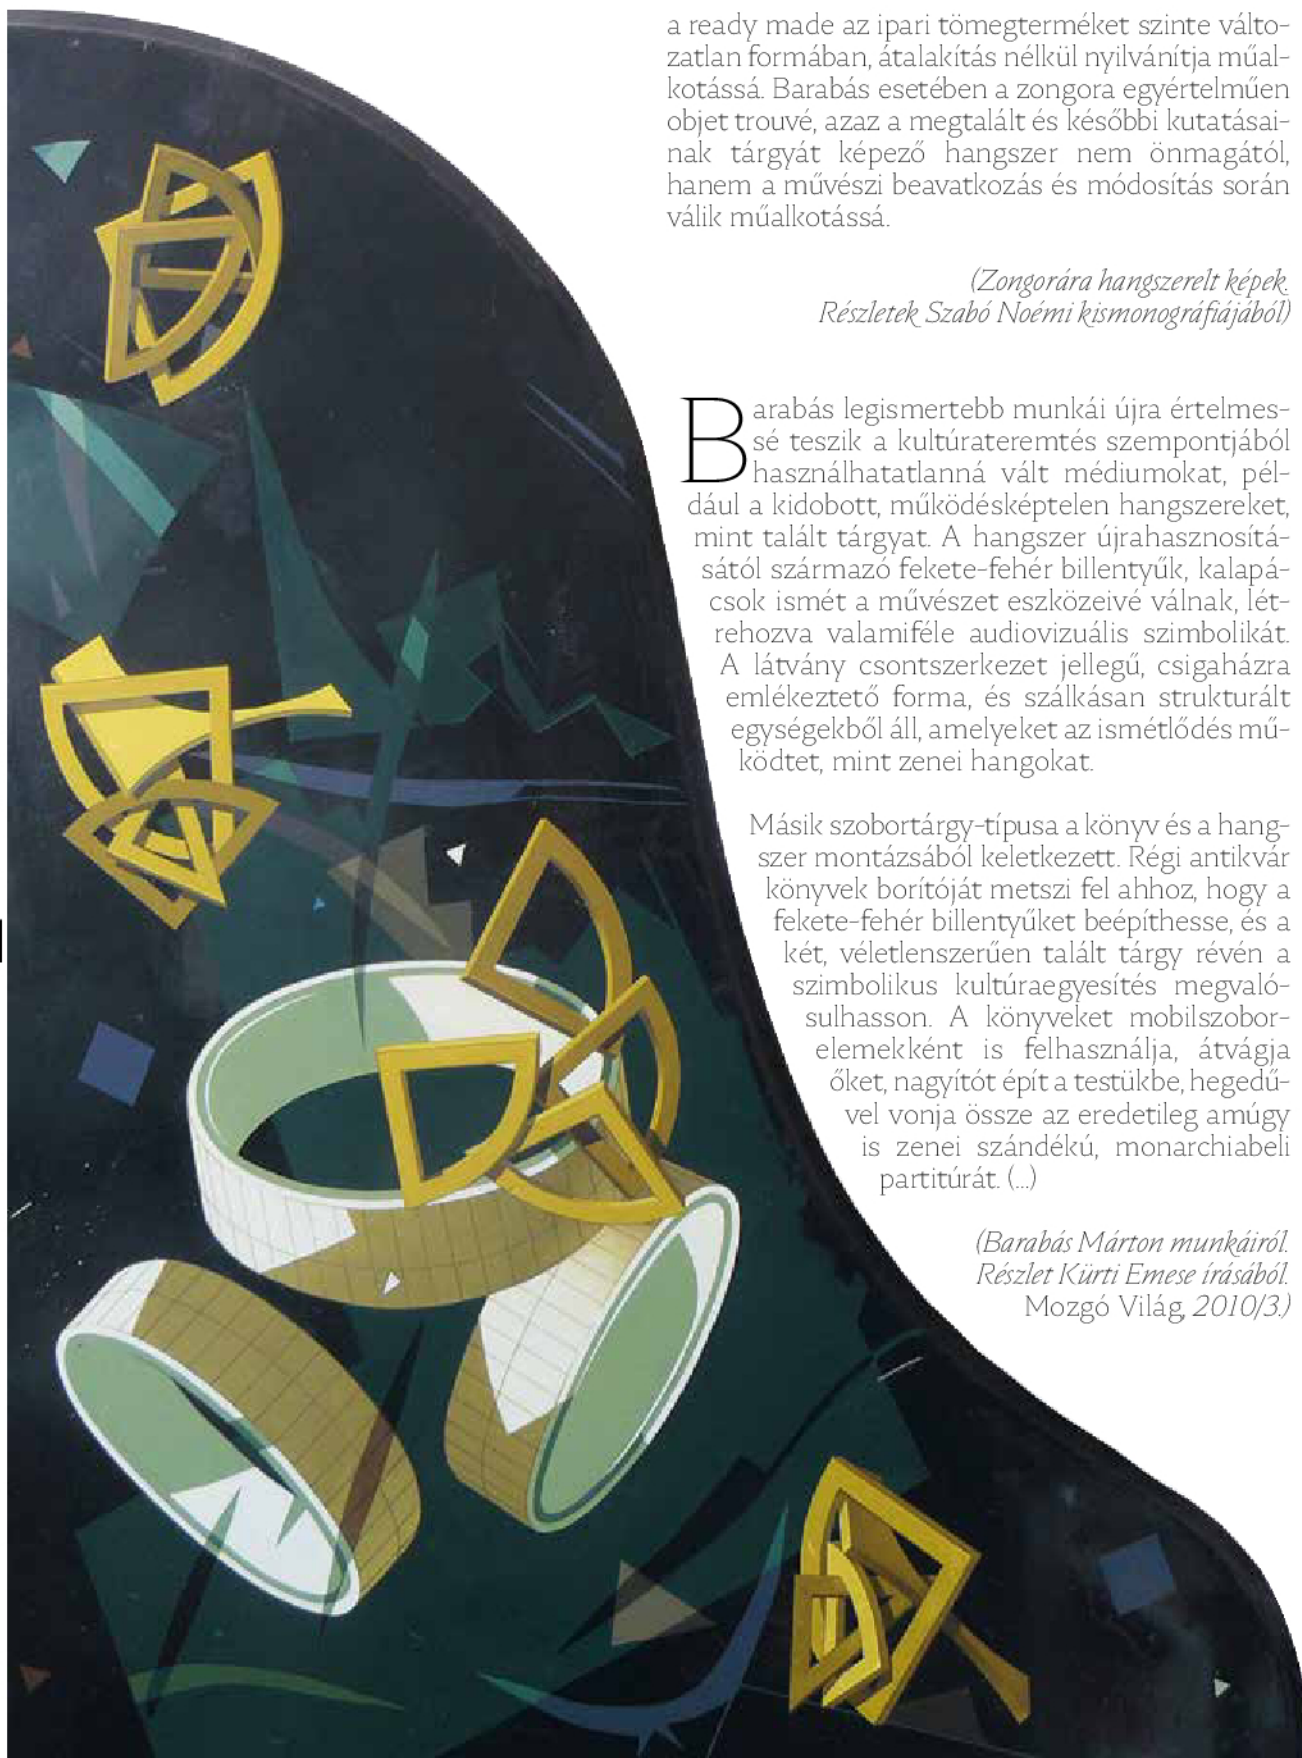 a ready made az ipari tömegterméket szinte válto-
zatlan formában, átalakítás nélkül nyilvánítja műal-
kotássá. Barabás esetében a zongora egyértelműen
objet trouvé, azaz a megtalált és későbbi kutatásai-
nak tárgyát képező hangszer nem önmagától,
hanem a művészi beavatkozás és módosítás során
válik műalkotássá.
(Zongorára hangszerelt képek.
Részletek Szabó Noémi kismonográfiájából)
Barabás legismertebb munkái újra értelmes-
sé teszik a kultúrateremtés szempontjából
használhatatlanná vált médiumokat, pél-
dául a kidobott, működésképtelen hangszereket,
mint talált tárgyat. A hangszer újrahasznosítá-
sától származó fekete-fehér billentyűk, kalapá-
csok ismét a művészet eszközeivé válnak, lét-
rehozva valamiféle audiovizuális szimbolikát.
A látvány csontszerkezet jellegű, csigaházra
emlékeztető forma, és szálkásan strukturált
egységekből áll, amelyeket az ismétlődés mű-
ködtet, mint zenei hangokat.
Másik szobortárgy-típusa a könyv és a hang-
szer montázsából keletkezett. Régi antikvár
könyvek borítóját metszi fel ahhoz, hogy a
fekete-fehér billentyűket beépíthesse, és a
két, véletlenszerűen talált tárgy révén a
szimbolikus kultúraegyesítés megvaló-
sulhasson. A könyveket mobilszobor-
elemekként is felhasználja, átvágja
őket, nagyítót épít a testükbe, hegedű-
vel vonja össze az eredetileg amúgy
is zenei szándékú, monarchiabeli
partitúrát. (...)
(Barabás Márton munkáiról.
Részlet Kürti Emese írásából.
Mozgó Világ, 2010/3.)